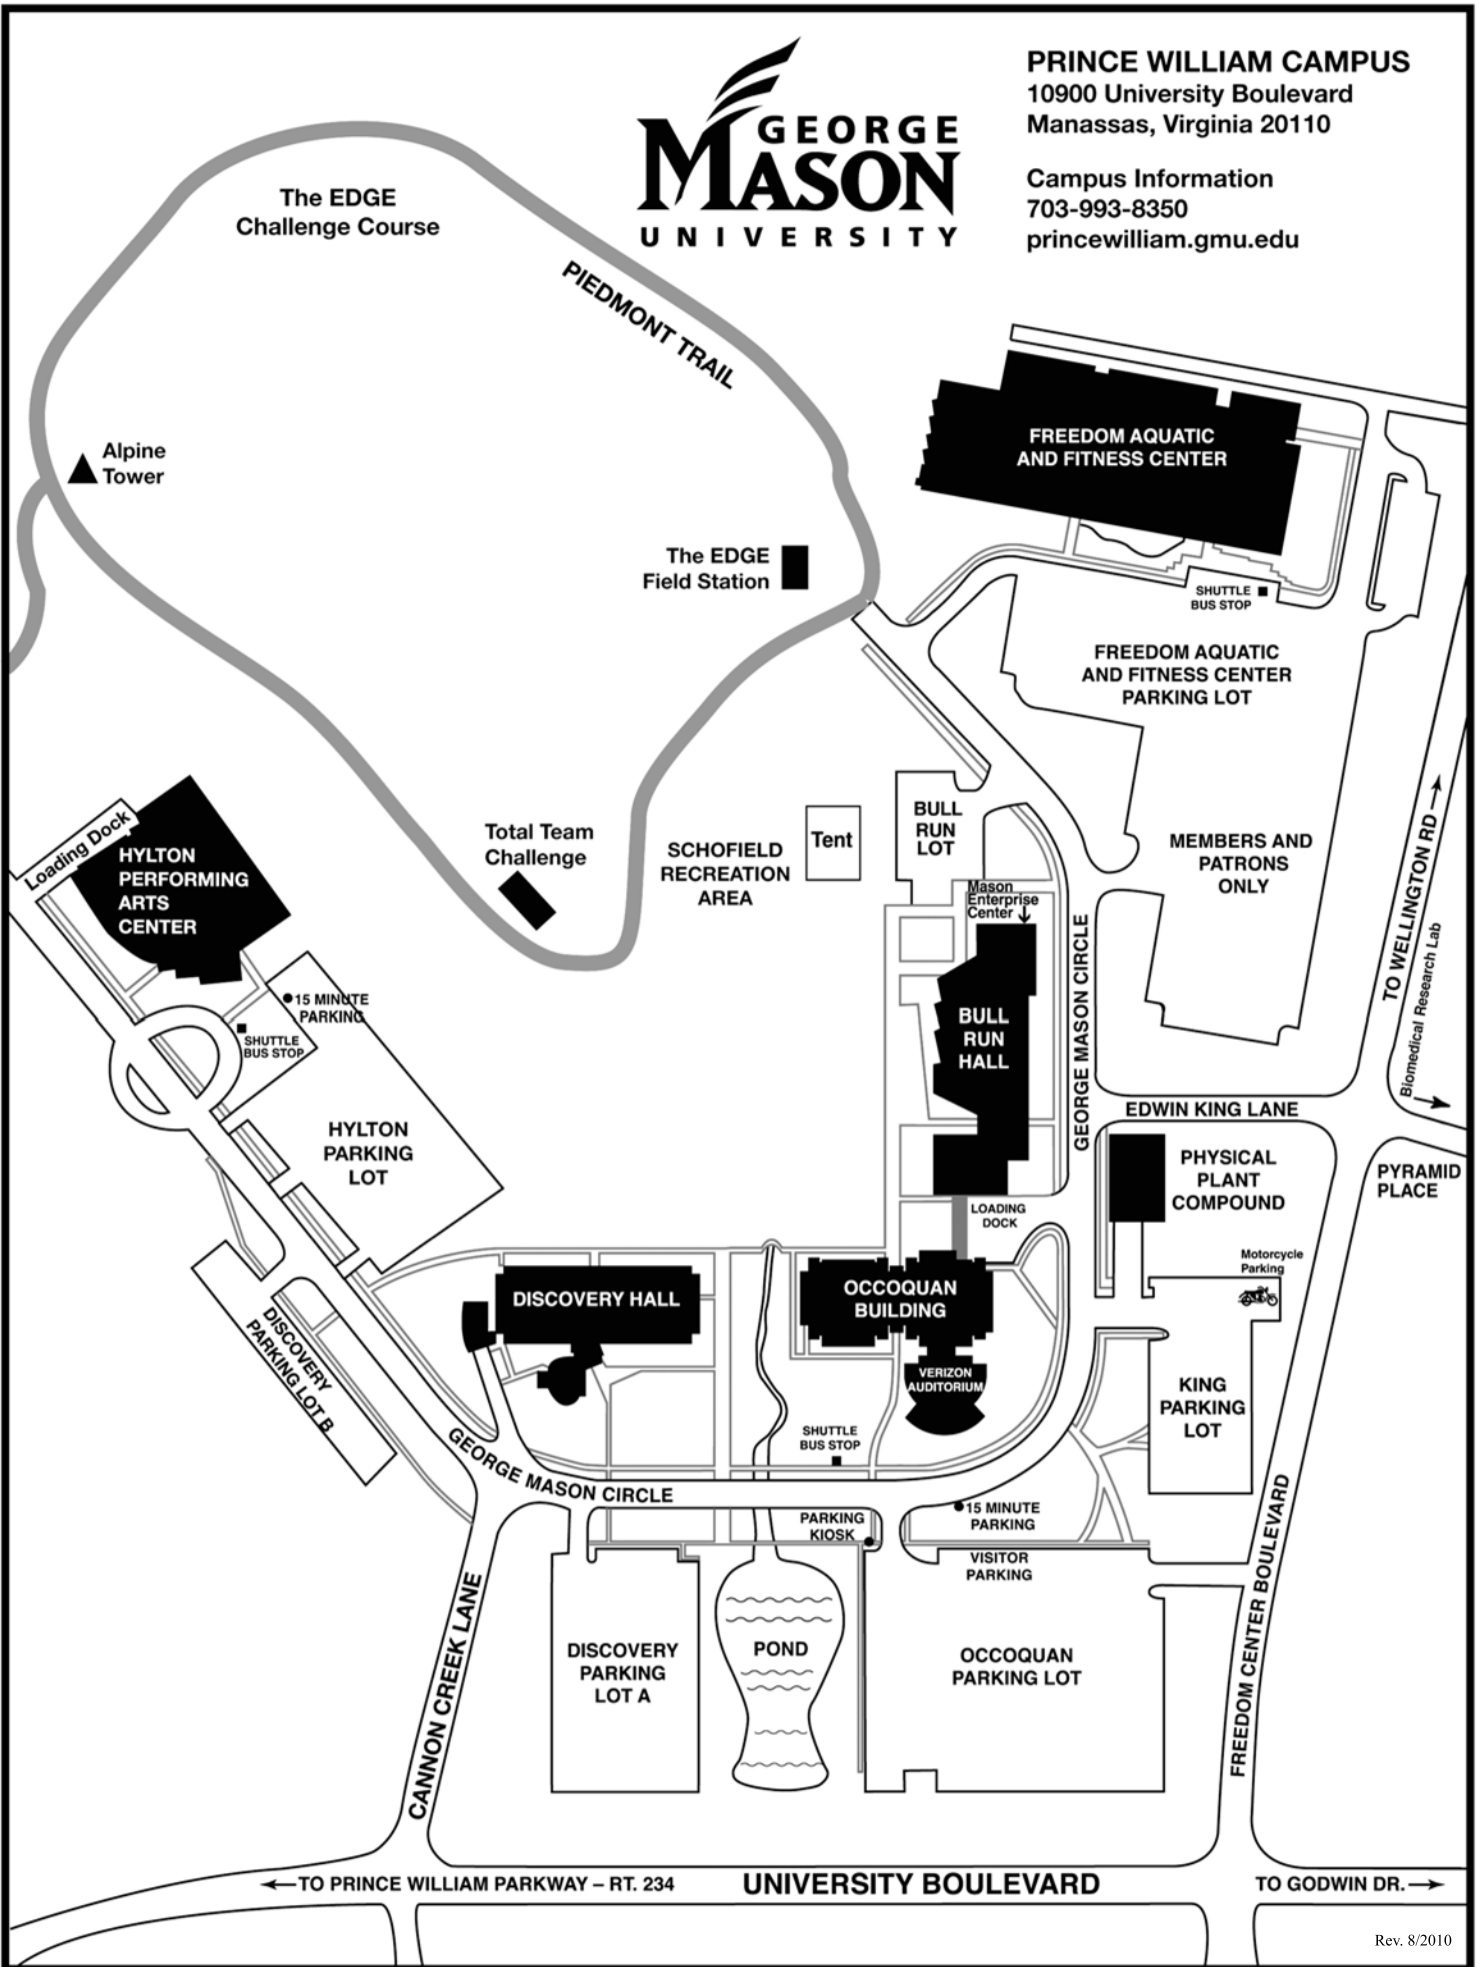 PRINCE WILLIAM CAMPUS
10900 University Boulevard
Manassas, Virginia 20110
Campus Information
703-993-8350
princewilliam.gmu.edu
GEORGE
MASON
UNIVERSITY
The EDGE
Challenge Course
PIEDMONT TRAIL
Alpine
Tower
The EDGE
Field Station
FREEDOM AQUATIC
AND FITNESS CENTER
SHUTTLE
BUS STOP
FREEDOM AQUATIC
AND FITNESS CENTER
PARKING LOT
MEMBERS AND
PATRONS
ONLY
TO WELLINGTON RD
Biomedical Research Lab
Loading Dock
HYLTON
PERFORMING
ARTS
CENTER
Total Team
Challenge
SCHOFIELD
RECREATION
AREA
Tent
BULL
RUN
LOT
Mason
Enterprise
Center
BULL
RUN
HALL
GEORGE MASON CIRCLE
15 MINUTE
PARKING
SHUTTLE
BUS STOP
HYLTON
PARKING
LOT
EDWIN KING LANE
PHYSICAL
PLANT
COMPOUND
PYRAMID
PLACE
LOADING
DOCK
Motorcycle
Parking
DISCOVERY HALL
OCCOQUAN
BUILDING
VERIZON
AUDITORIUM
DISCOVERY
PARKING LOT B
KING
PARKING
LOT
SHUTTLE
BUS STOP
GEORGE MASON CIRCLE
PARKING
KIOSK
15 MINUTE
PARKING
VISITOR
PARKING
CANNON CREEK LANE
DISCOVERY
PARKING
LOT A
POND
OCCOQUAN
PARKING LOT
FREEDOM CENTER BOULEVARD
TO PRINCE WILLIAM PARKWAY – RT. 234
UNIVERSITY BOULEVARD
TO GODWIN DR.
Rev. 8/2010